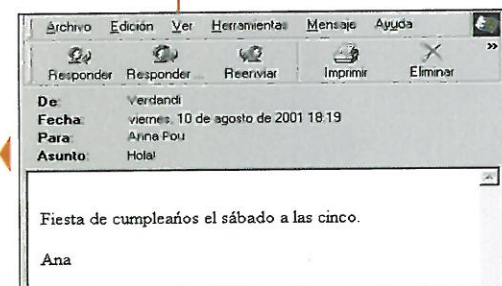 Archivo Edición Ver Herramientas Mensaje Ayuda
Responder Responder ... Reenviar Imprimir Eliminar »
De: Verdandi
Fecha: viernes, 10 de agosto de 2001 18:19
Para: Anna Pou
Asunto: Hola!
Fiesta de cumpleaños el sábado a las cinco.
Ana